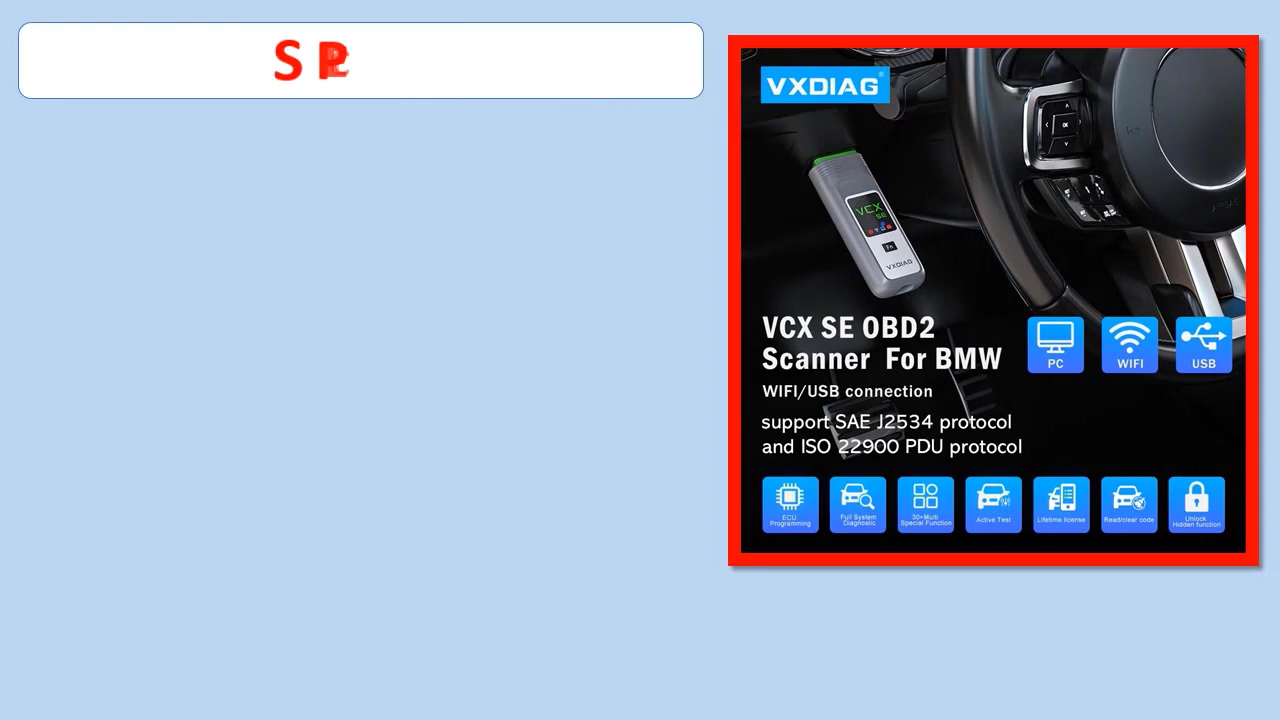 S
VXDIAG®
VCX
SE
Fn
VXDIAG
OK
VCX SE OBD2
Scanner For BMW
PC
WIFI
USB
WIFI/USB connection
support SAE J2534 protocol
and ISO 22900 PDU protocol
ECU
Programming
Full System
Diagnostic
30+Multi
Special Function
Active Test
Lifetime license
Read/clear code
Unlock
Hidden function